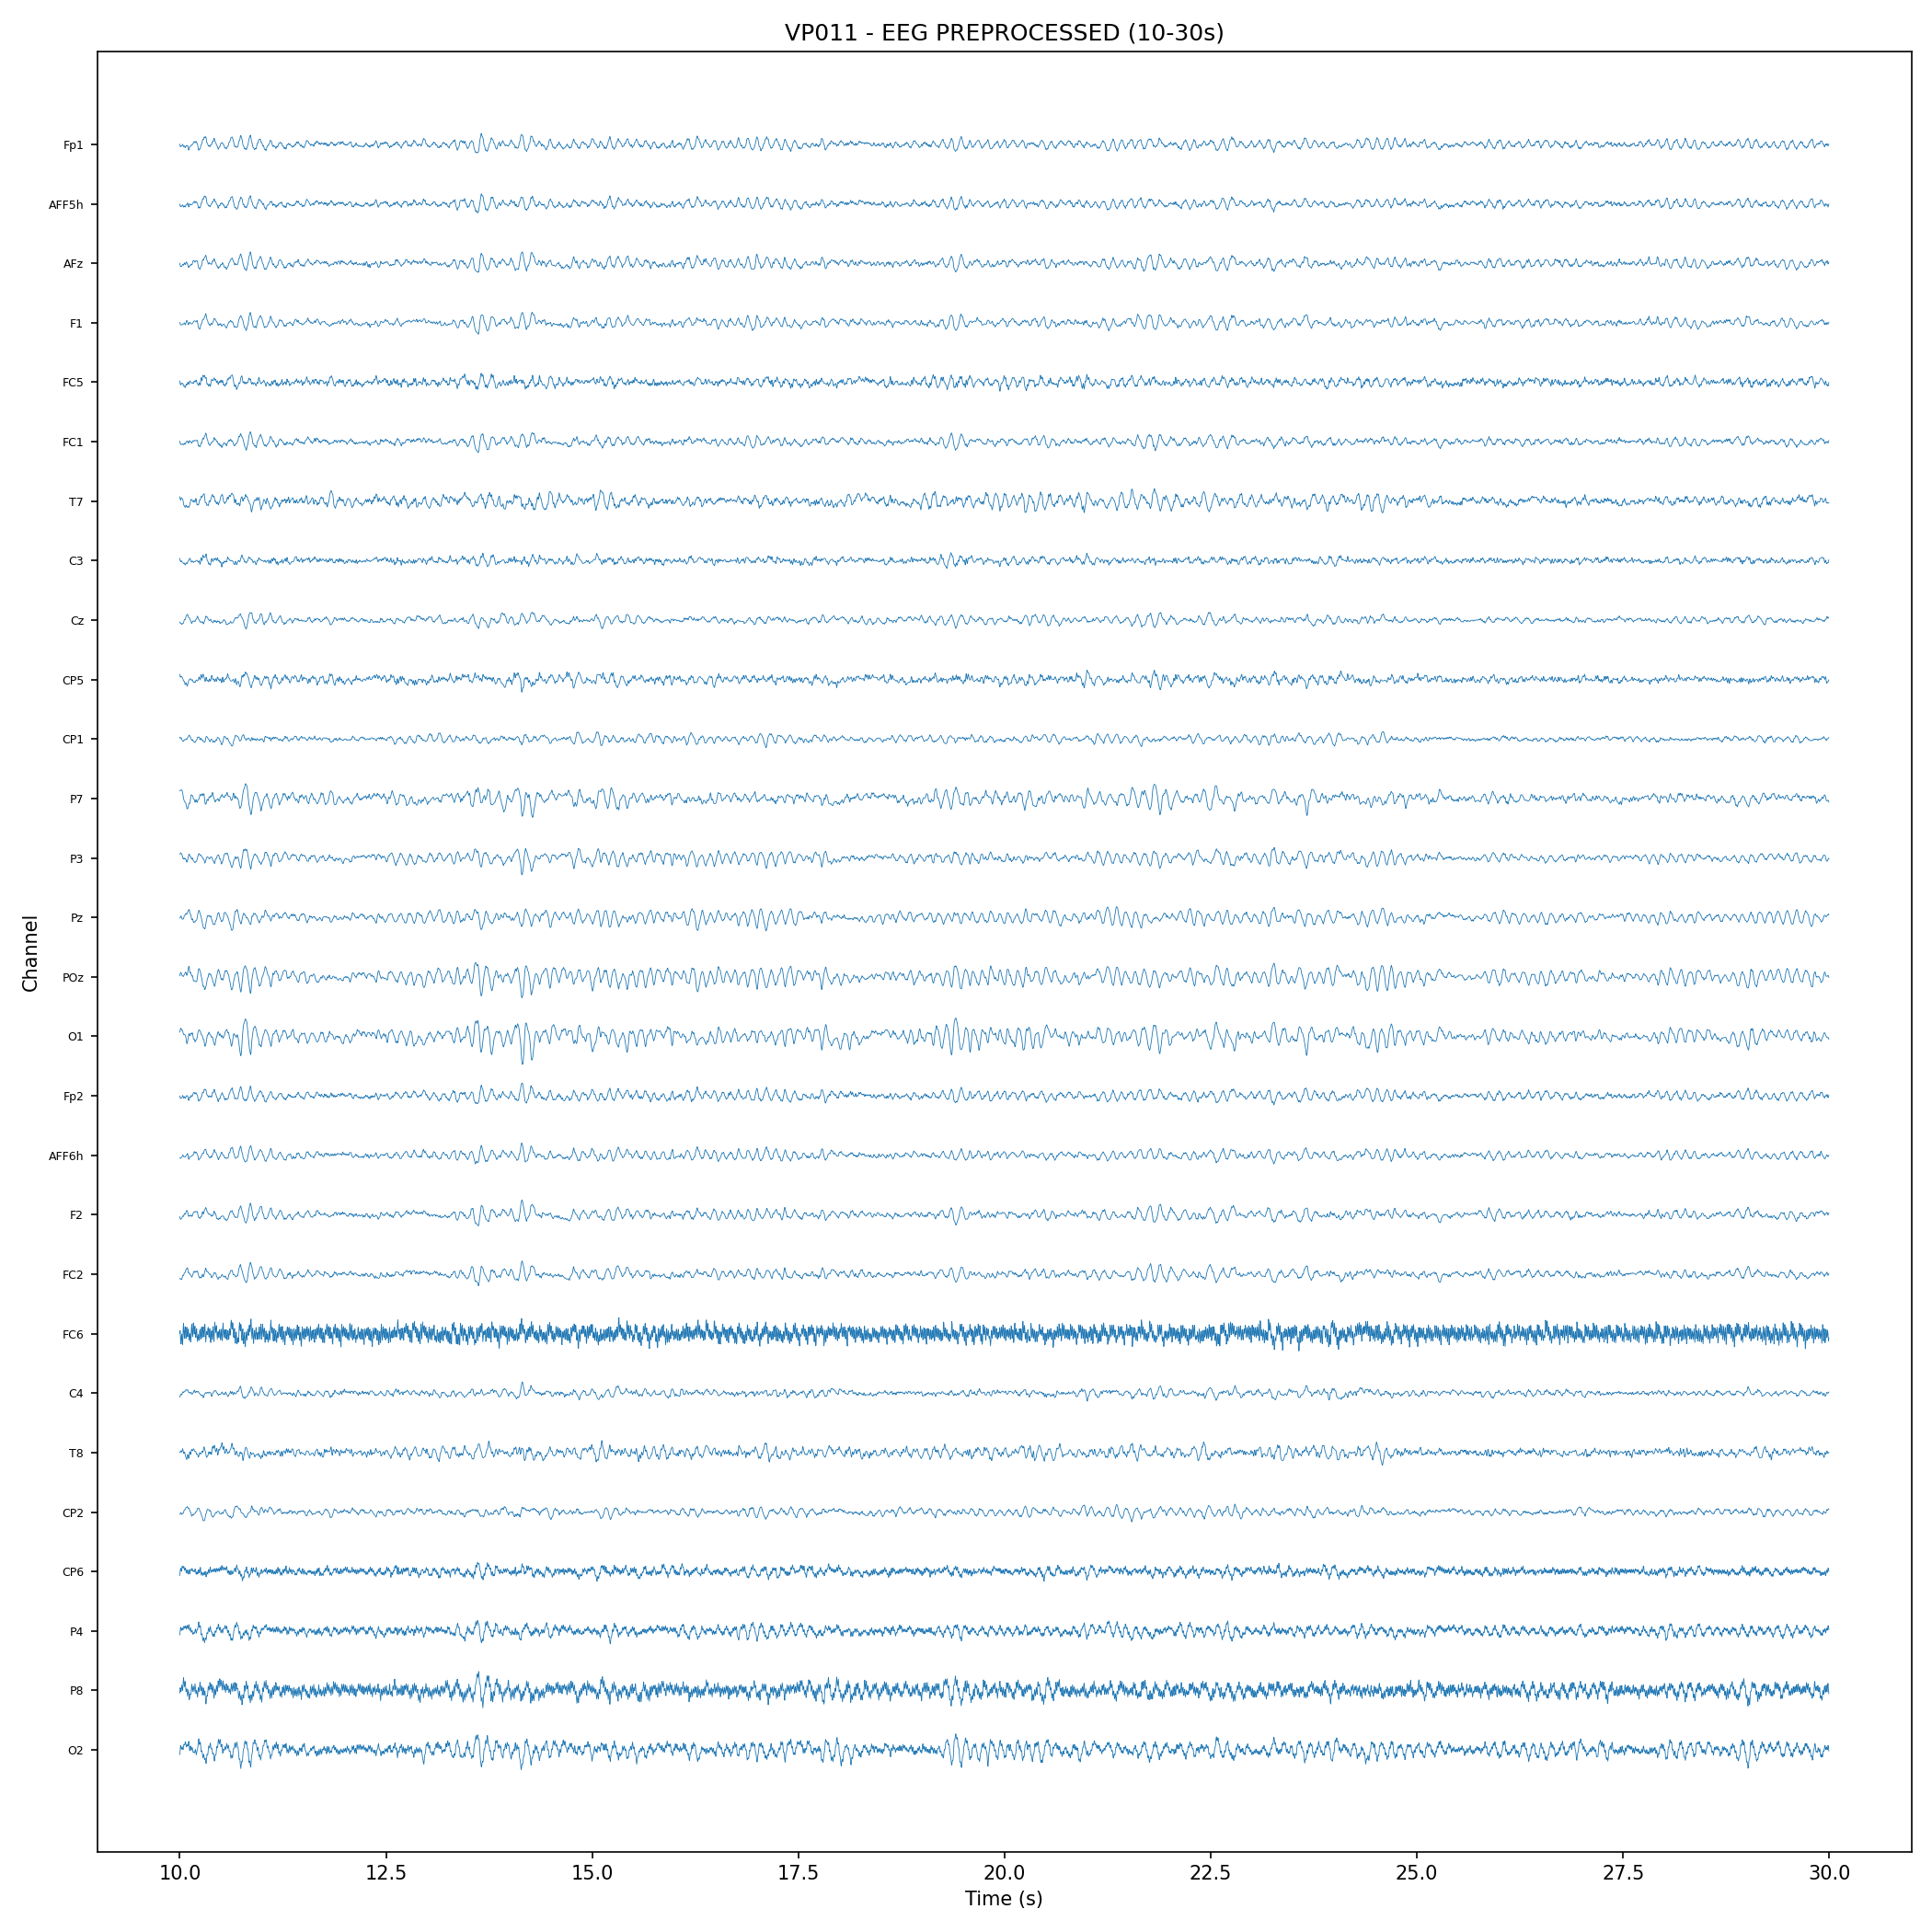 VP011 - EEG PREPROCESSED (10-30s)
Fp1
AFF5h
AFz
F1
FC5
FC1
T7
C3
Cz
CP5
CP1
P7
P3
Pz
POz
O1
Fp2
AFF6h
F2
FC2
FC6
C4
T8
CP2
CP6
P4
P8
O2
Channel
10.0 12.5 15.0 17.5 20.0 22.5 25.0 27.5 30.0
Time (s)